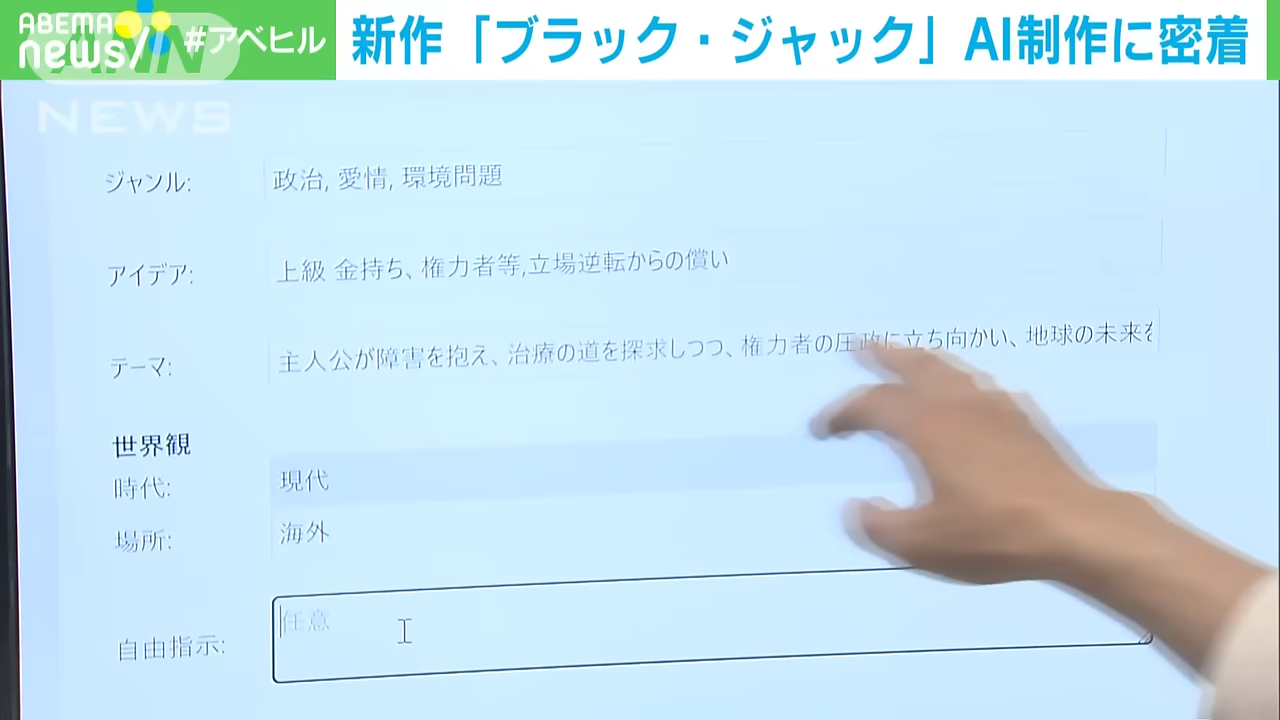 ABEMA
news/
#アベヒル
新作「ブラック・ジャック」AI制作に密着
ANN
NEWS
ジャンル: 政治, 愛情, 環境問題
アイデア: 上級 金持ち、権力者等,立場逆転からの償い
テーマ: 主人公が障害を抱え、治療の道を探求しつつ、権力者の圧政に立ち向かい、地球の未来を
世界観
時代: 現代
場所: 海外
自由指示: 任意